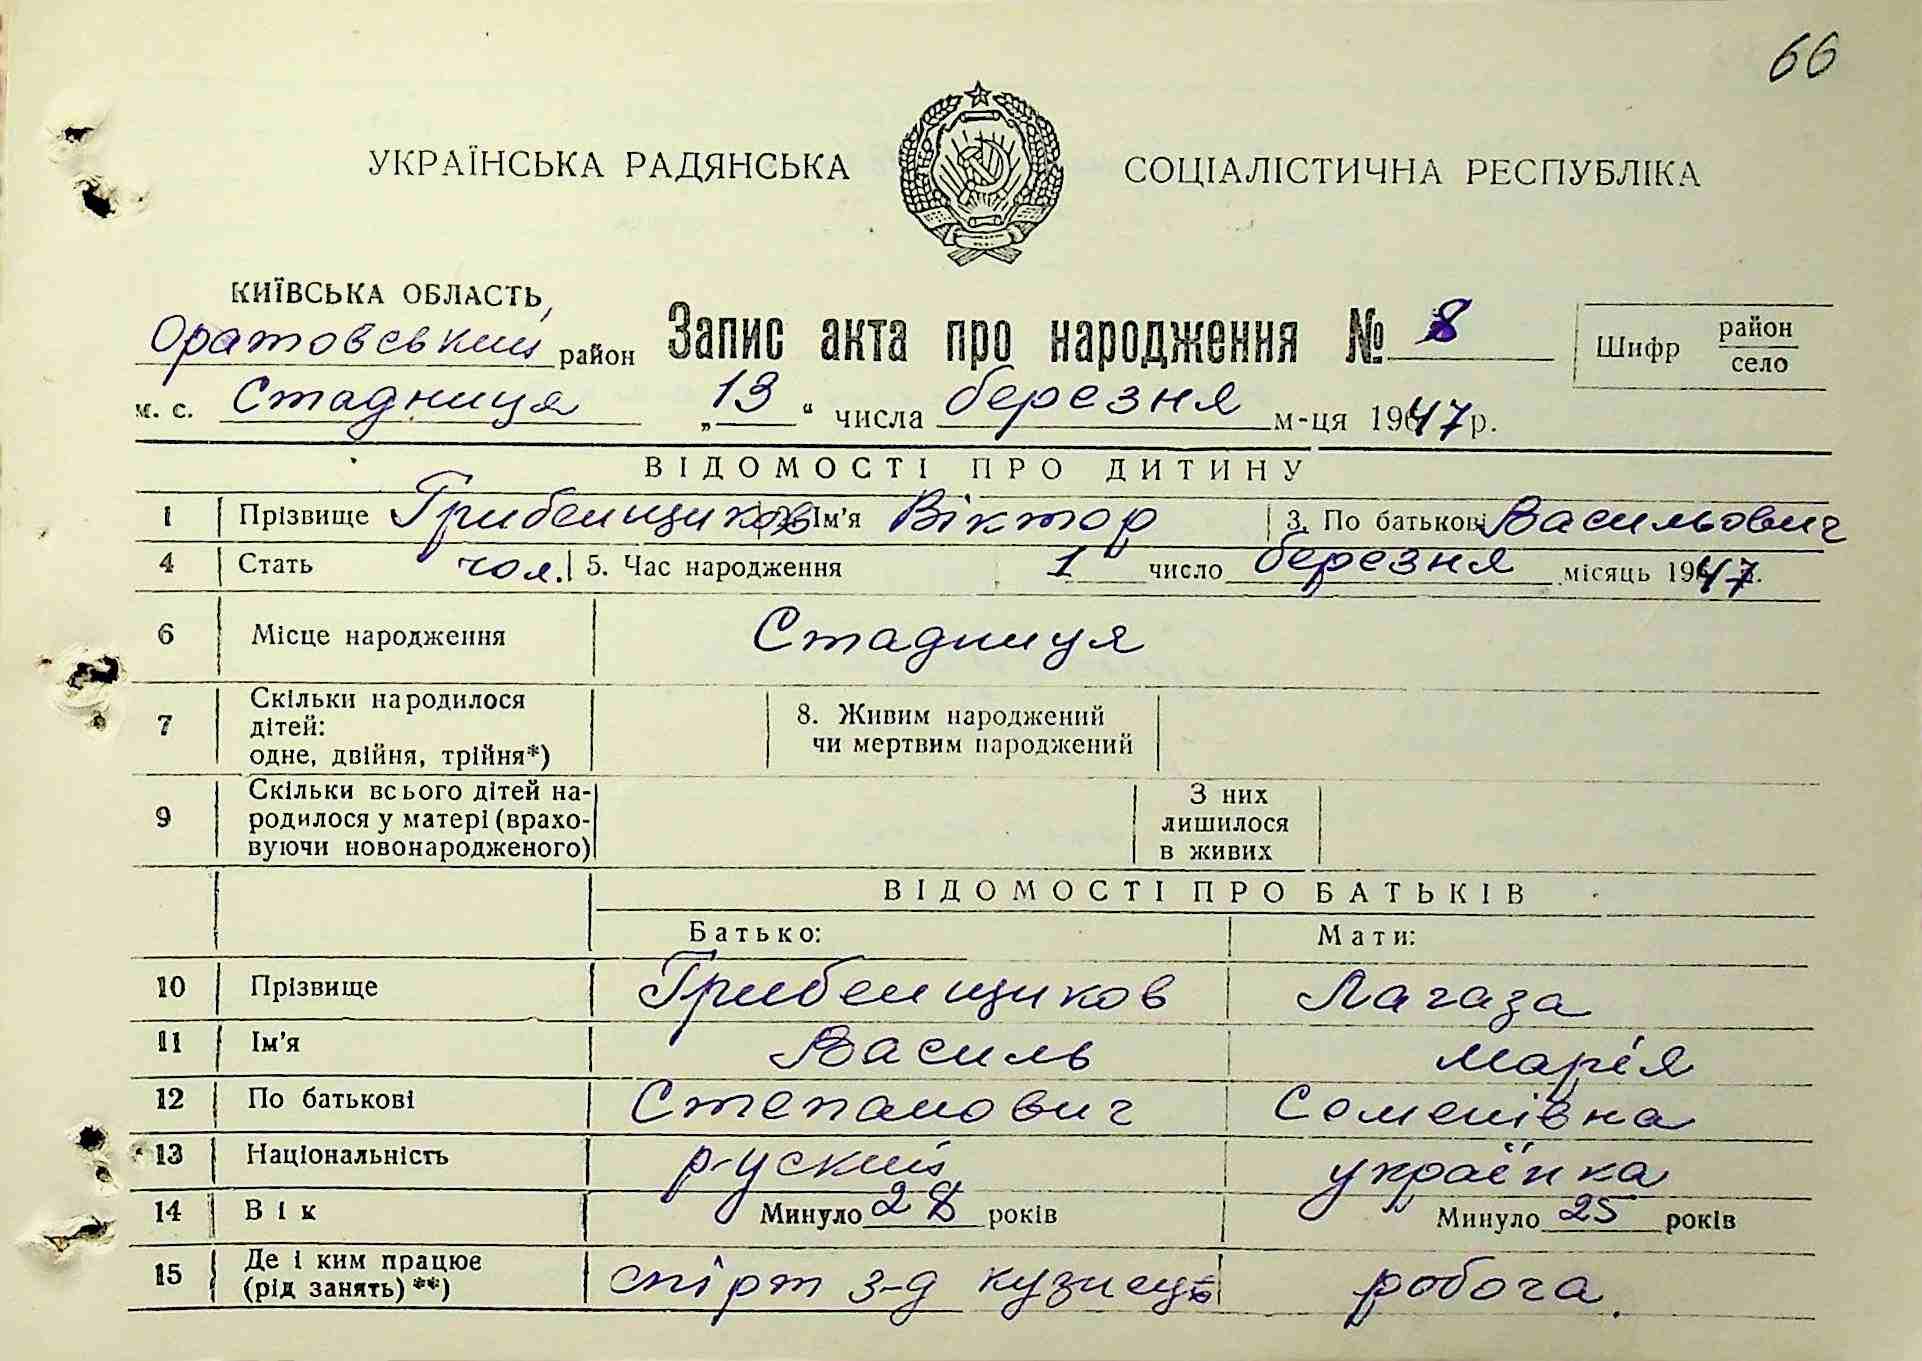 66
УКРАЇНСЬКА РАДЯНСЬКА СОЦІАЛІСТИЧНА РЕСПУБЛІКА
КИЇВСЬКА ОБЛАСТЬ,
Оратовський район Запис акта про народження № 8 Шифр район село
м. с. Стадниця „13“ числа березня м-ця 1947 р.
ВІДОМОСТІ ПРО ДИТИНУ
1 Прізвище Грибенщиков 2. Ім'я Віктор 3. По батькові Васильович
4 Стать чол. 5. Час народження 1 число березня місяць 1947 р.
6 Місце народження Стадниця
7 Скільки народилося дітей: одне, двійня, трійня*) 8. Живим народжений чи мертвим народжений
9 Скільки всього дітей народилося у матері (враховуючи новонародженого) З них лишилося в живих
ВІДОМОСТІ ПРО БАТЬКІВ
Батько: Мати:
10 Прізвище Грибенщиков Лагаза
11 Ім'я Василь Марія
12 По батькові Степанович Семенівна
13 Національність руский українка
14 Вік Минуло 28 років Минуло 25 років
15 Де і ким працює (рід занять) **) спірт з-д кузнець робоча.